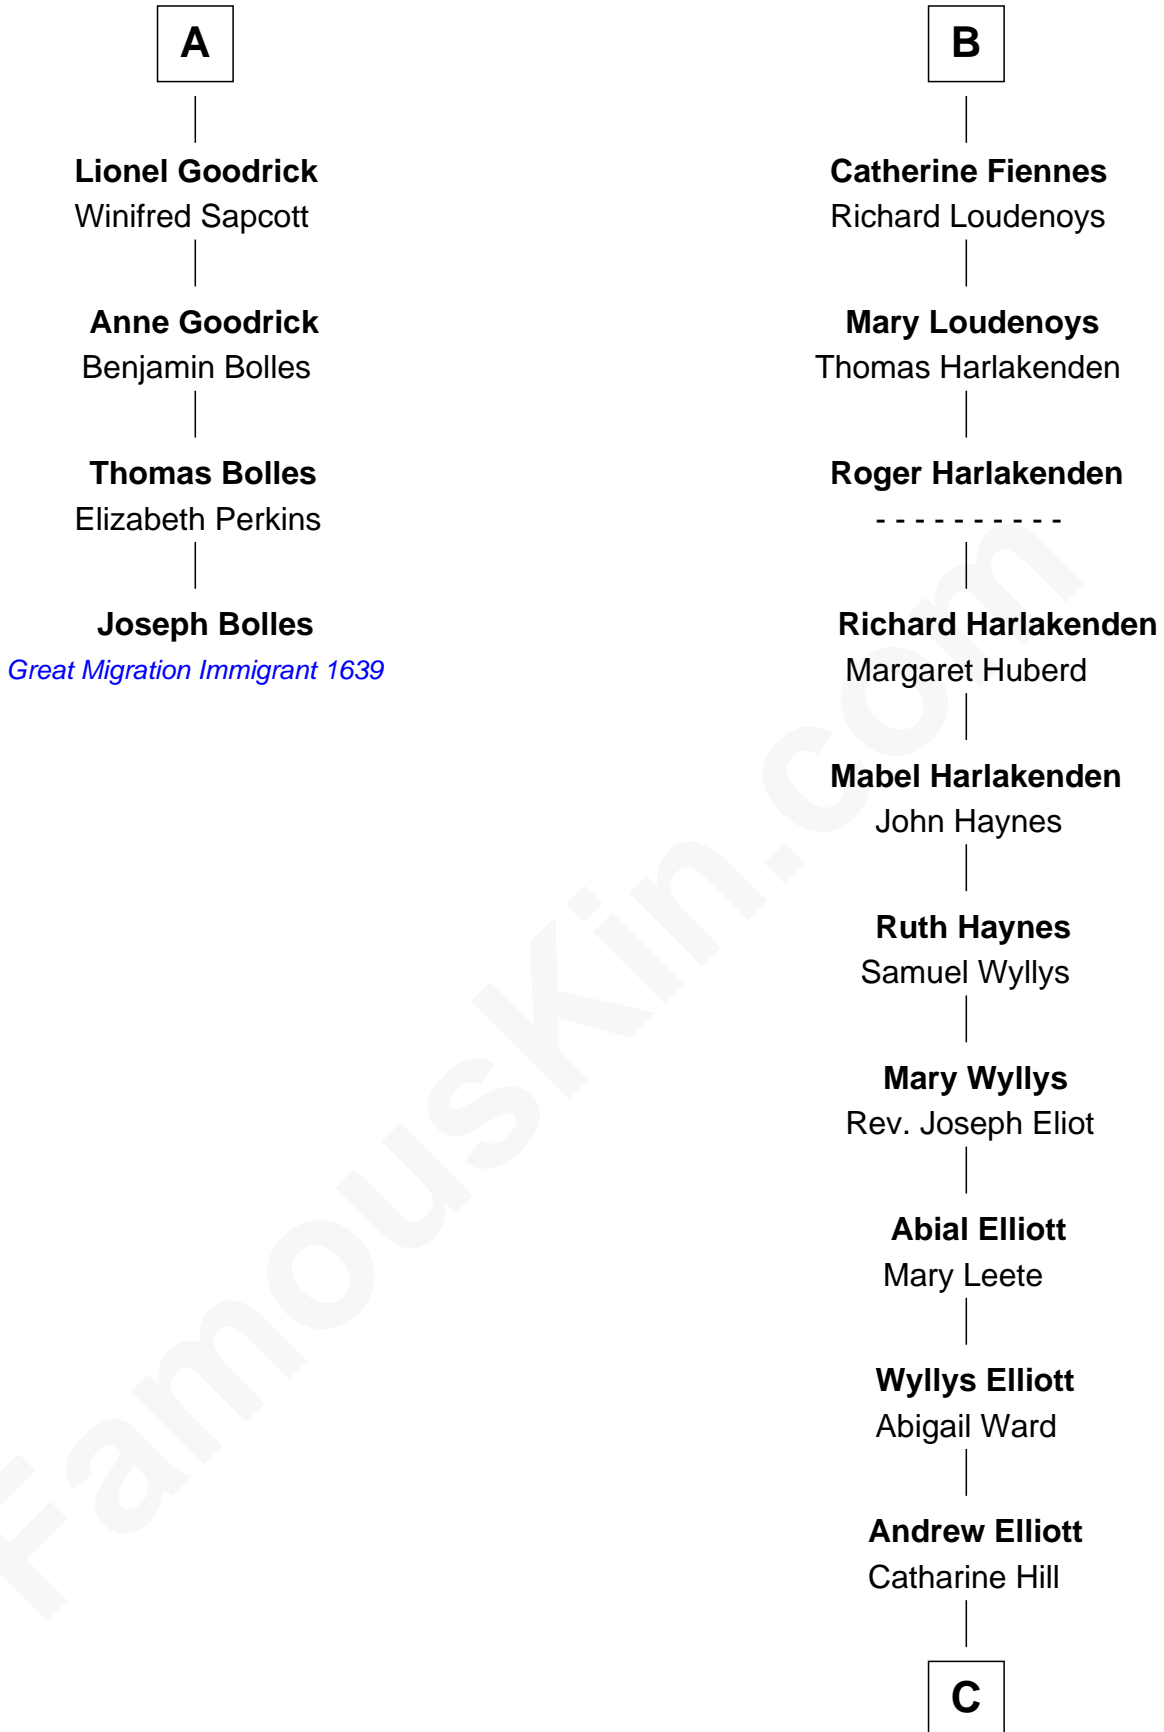 A
Lionel Goodrick
Winifred Sapcott
Anne Goodrick
Benjamin Bolles
Thomas Bolles
Elizabeth Perkins
Joseph Bolles
Great Migration Immigrant 1639
B
Catherine Fiennes
Richard Loudenoys
Mary Loudenoys
Thomas Harlakenden
Roger Harlakenden
- - - - - - - - - -
Richard Harlakenden
Margaret Huberd
Mabel Harlakenden
John Haynes
Ruth Haynes
Samuel Wyllys
Mary Wyllys
Rev. Joseph Eliot
Abial Elliott
Mary Leete
Wyllys Elliott
Abigail Ward
Andrew Elliott
Catharine Hill
C
FamousKin.com